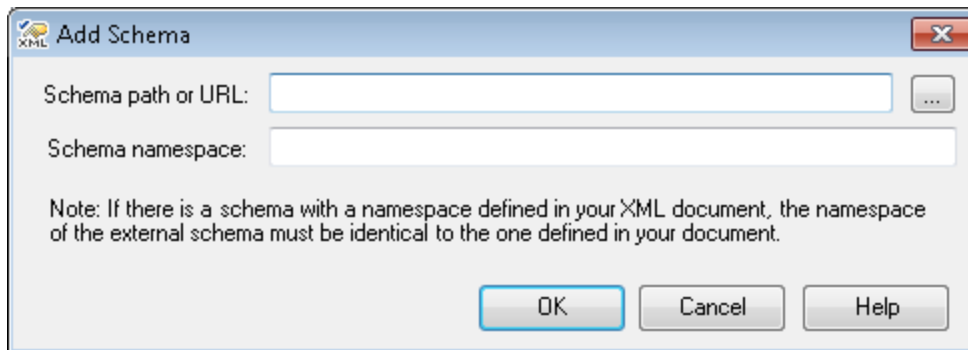 XML Add Schema
Schema path or URL: ...
Schema namespace:
Note: If there is a schema with a namespace defined in your XML document, the namespace
of the external schema must be identical to the one defined in your document.
OK Cancel Help